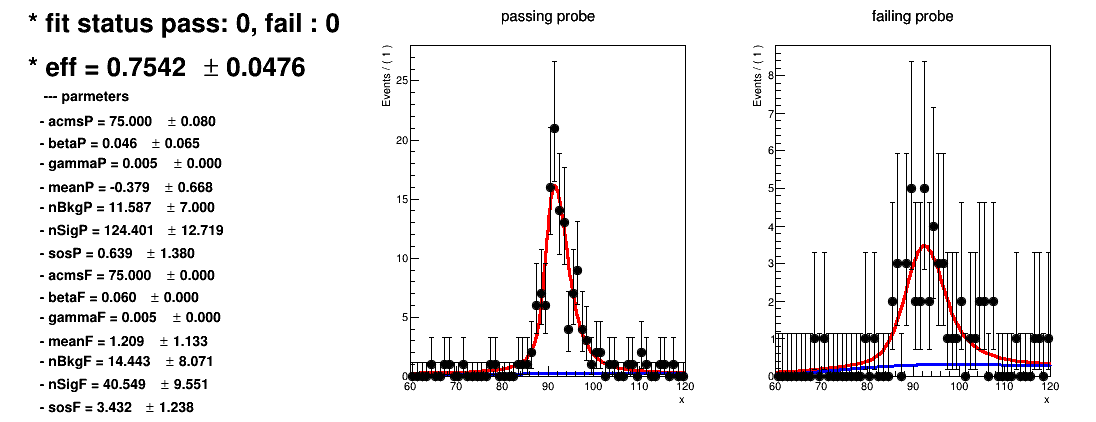 * fit status pass: 0, fail : 0
* eff = 0.7542 ± 0.0476
--- parmeters
- acmsP = 75.000 ± 0.080
- betaP = 0.046 ± 0.065
- gammaP = 0.005 ± 0.000
- meanP = -0.379 ± 0.668
- nBkgP = 11.587 ± 7.000
- nSigP = 124.401 ± 12.719
- sosP = 0.639 ± 1.380
- acmsF = 75.000 ± 0.000
- betaF = 0.060 ± 0.000
- gammaF = 0.005 ± 0.000
- meanF = 1.209 ± 1.133
- nBkgF = 14.443 ± 8.071
- nSigF = 40.549 ± 9.551
- sosF = 3.432 ± 1.238
passing probe
Events / ( 1 )
25
20
15
10
5
0
60 70 80 90 100 110 120
x
failing probe
Events / ( 1 )
8
7
6
5
4
3
2
1
0
60 70 80 90 100 110 120
x